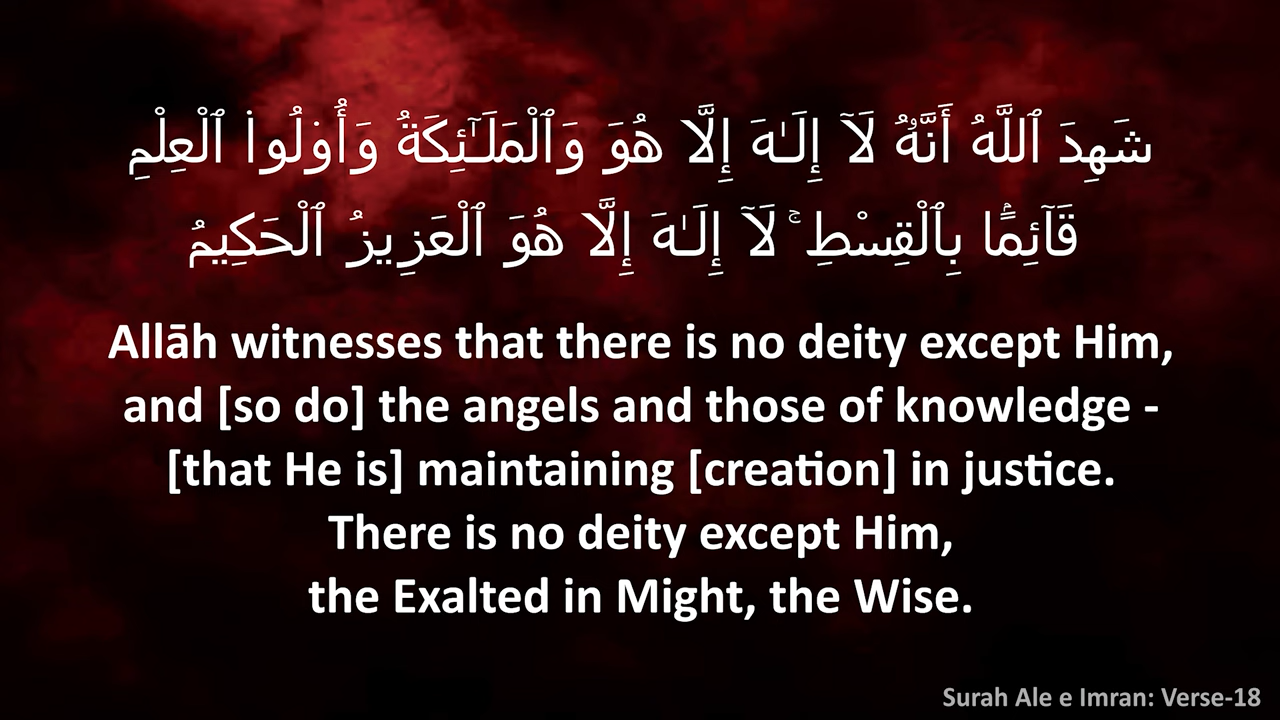 شَهِدَ ٱللَّهُ أَنَّهُۥ لَآ إِلَـٰهَ إِلَّا هُوَ وَٱلْمَلَـٰٓئِكَةُ وَأُو۟لُوا۟ ٱلْعِلْمِ
قَآئِمًۢا بِٱلْقِسْطِ ۚ لَآ إِلَـٰهَ إِلَّا هُوَ ٱلْعَزِيزُ ٱلْحَكِيمُ
Allāh witnesses that there is no deity except Him,
and [so do] the angels and those of knowledge -
[that He is] maintaining [creation] in justice.
There is no deity except Him,
the Exalted in Might, the Wise.
Surah Ale e Imran: Verse-18